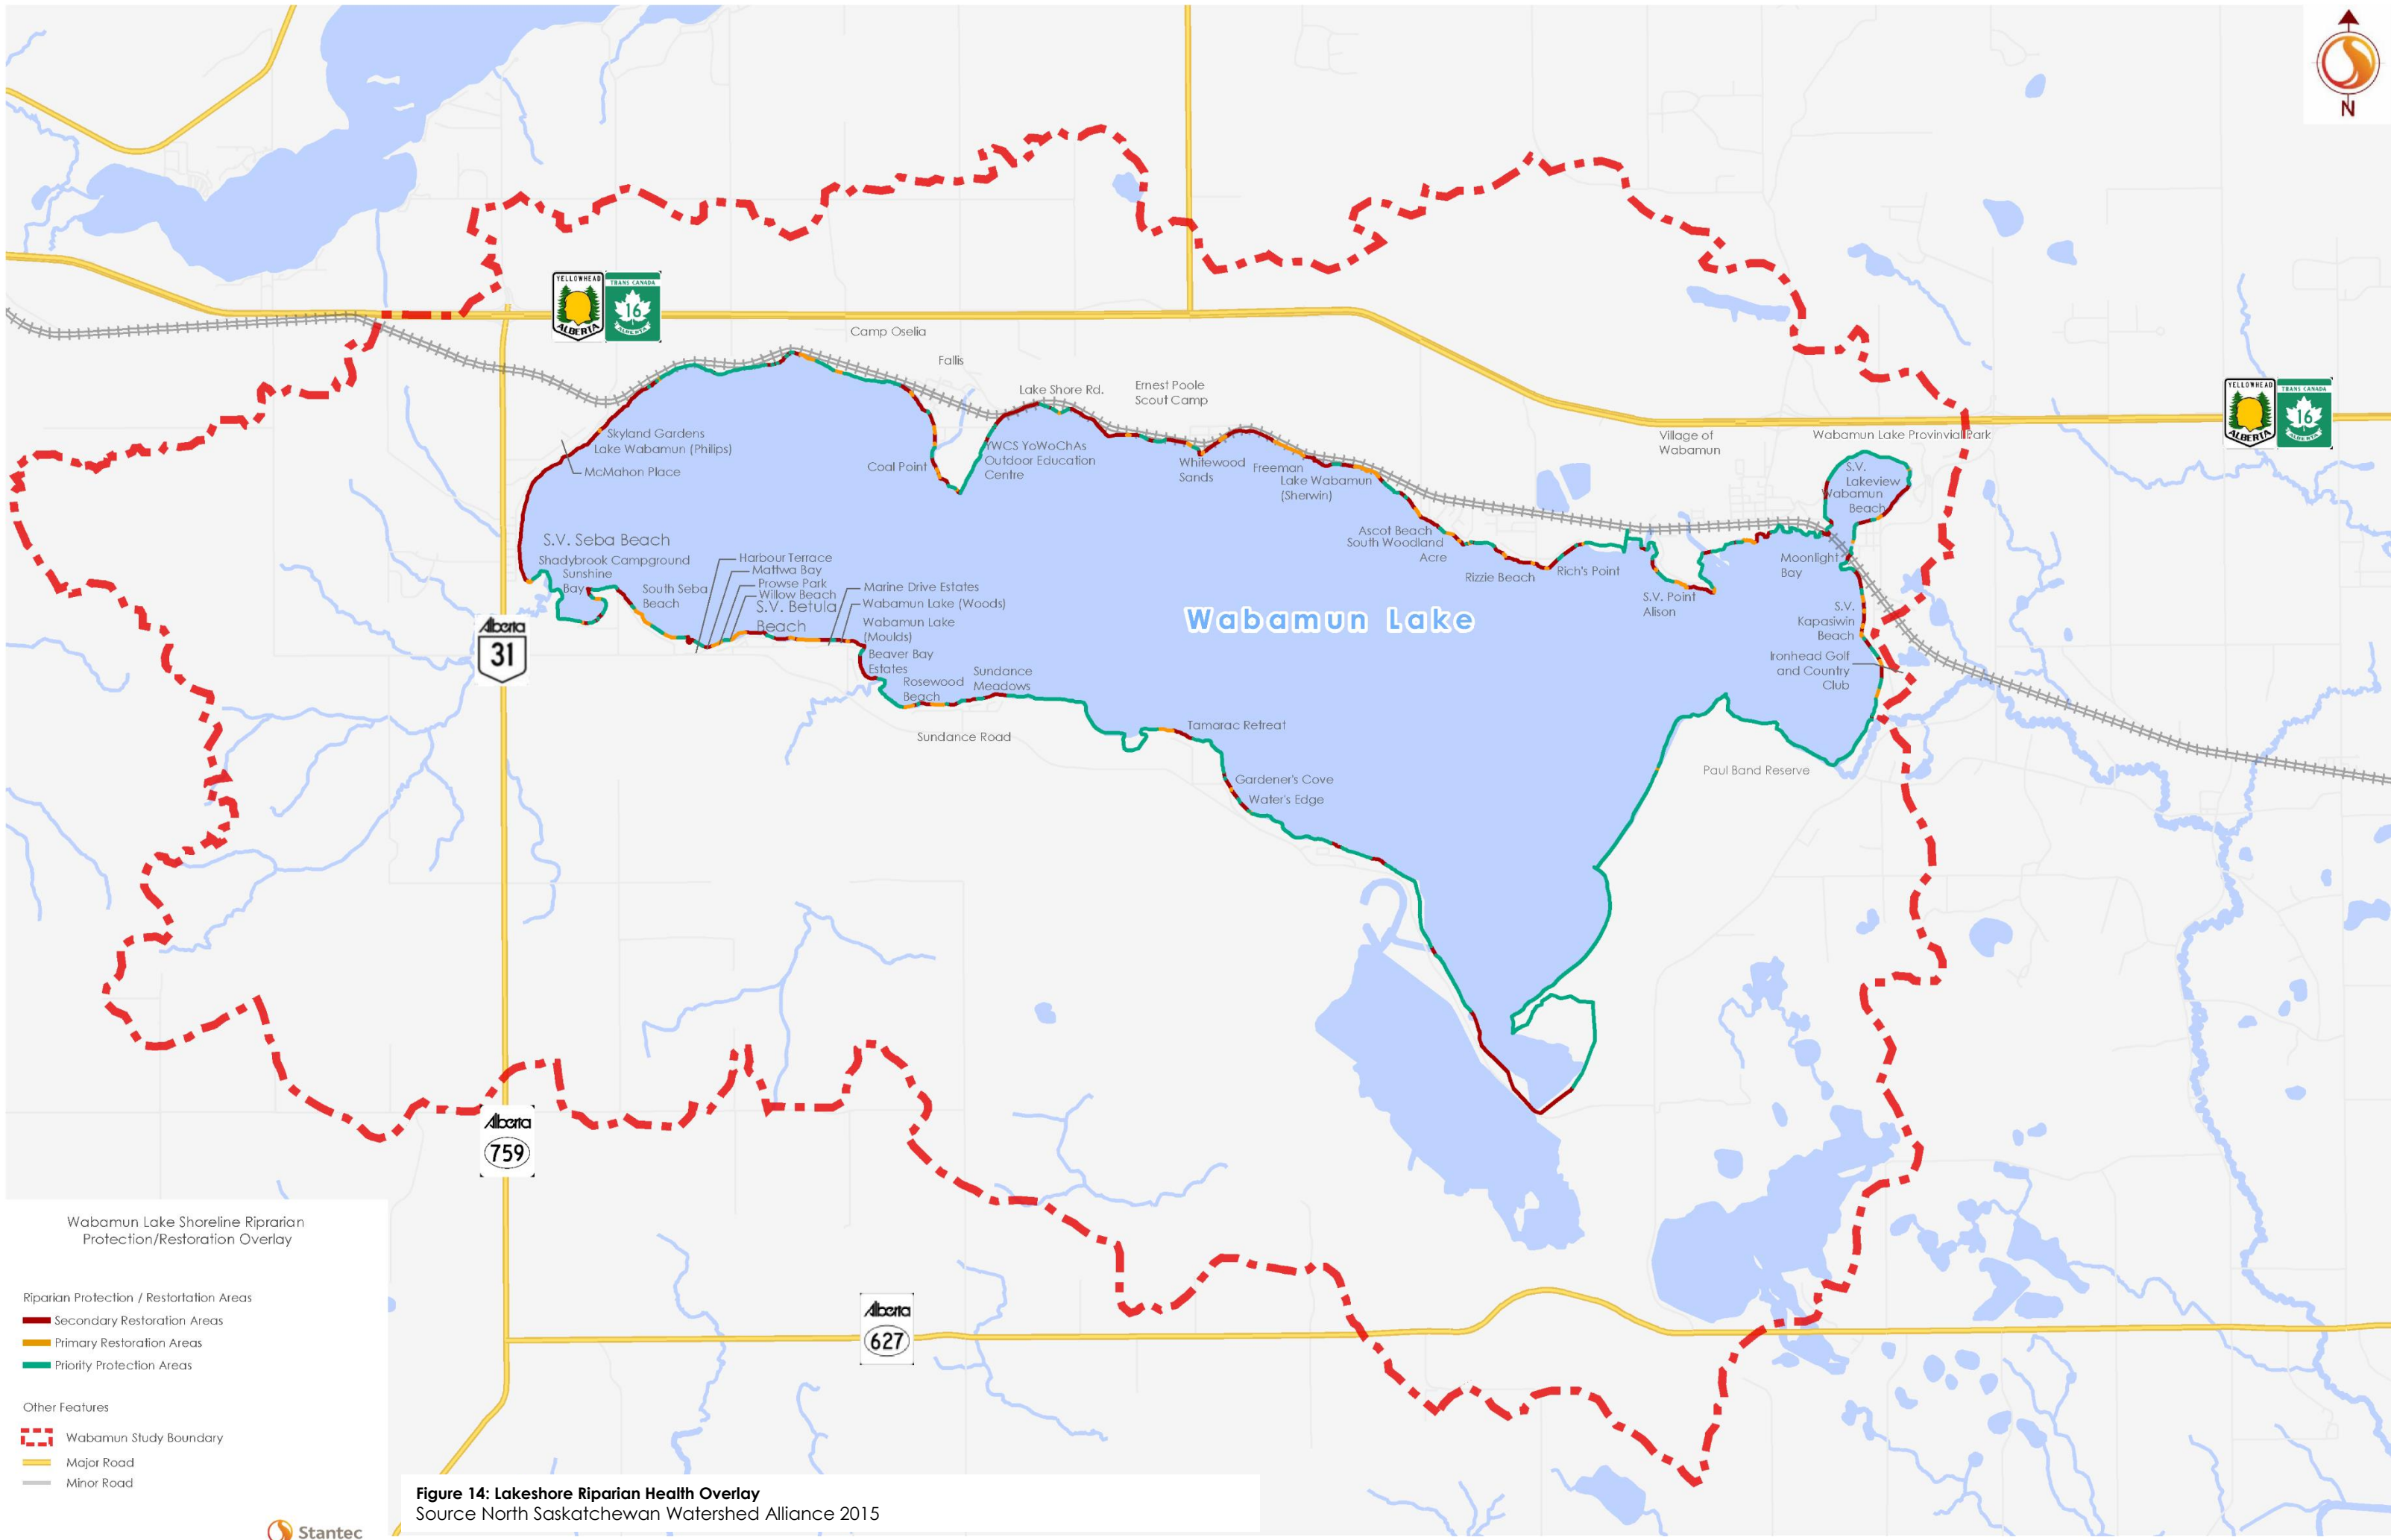 N
YELLOWHEAD
ALBERTA
TRANS CANADA
16
ALBERTA
Camp Oselia
Fallis
Lake Shore Rd.
Ernest Poole
Scout Camp
YELLOWHEAD
ALBERTA
TRANS CANADA
16
ALBERTA
Village of
Wabamun
Wabamun Lake Provinvial Park
Skyland Gardens
Lake Wabamun (Philips)
McMahon Place
Coal Point
YWCS YoWoChAs
Outdoor Education
Centre
Whitewood
Sands
Freeman
Lake Wabamun
(Sherwin)
S.V.
Lakeview
Wabamun
Beach
S.V. Seba Beach
Shadybrook Campground
Sunshine
Bay
South Seba
Beach
Harbour Terrace
Mattwa Bay
Prowse Park
Willow Beach
S.V. Betula
Beach
Marine Drive Estates
Wabamun Lake (Woods)
Wabamun Lake
(Moulds)
Beaver Bay
Estates
Rosewood
Beach
Sundance
Meadows
Ascot Beach
South Woodland
Acre
Rizzie Beach
Rich's Point
S.V. Point
Alison
Moonlight
Bay
S.V.
Kapasiwin
Beach
Ironhead Golf
and Country
Club
Wabamun Lake
Alberta
31
Sundance Road
Tamarac Retreat
Gardener's Cove
Water's Edge
Paul Band Reserve
Alberta
759
Alberta
627
Wabamun Lake Shoreline Riprarian
Protection/Restoration Overlay
Riparian Protection / Restortation Areas
Secondary Restoration Areas
Primary Restoration Areas
Priority Protection Areas
Other Features
Wabamun Study Boundary
Major Road
Minor Road
Stantec
Figure 14: Lakeshore Riparian Health Overlay
Source North Saskatchewan Watershed Alliance 2015